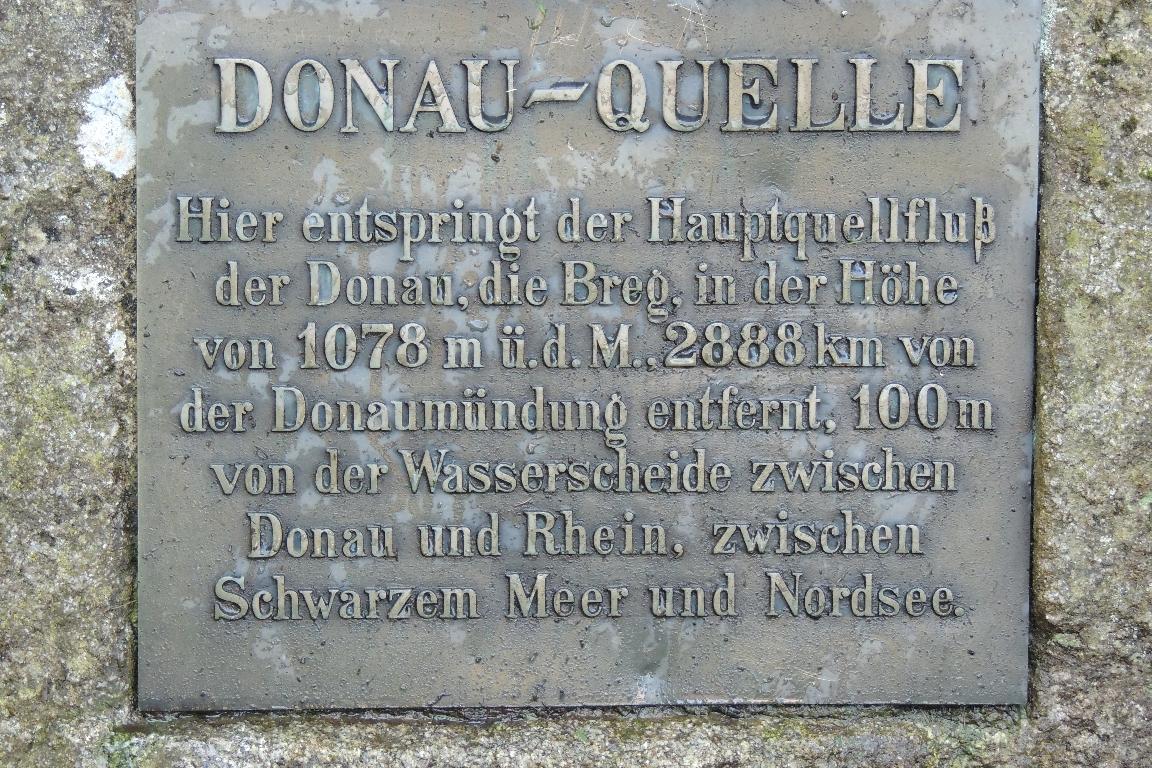 DONAU-QUELLE
Hier entspringt der Hauptquellfluß
der Donau, die Breg, in der Höhe
von 1078 m ü.d.M., 2888 km von
der Donaumündung entfernt, 100 m
von der Wasserscheide zwischen
Donau und Rhein, zwischen
Schwarzem Meer und Nordsee.